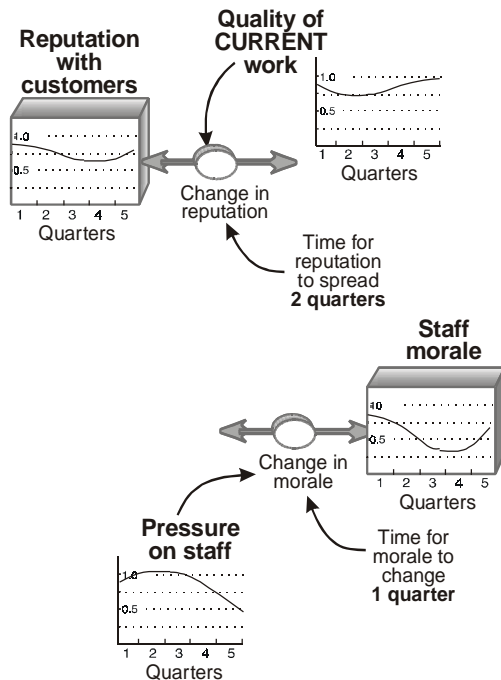 Quality of
CURRENT
work
Reputation
with
customers
1.0
0.5
1 2 3 4 5
Quarters
1.0
0.5
1 2 3 4 5
Quarters
Change in
reputation
Time for
reputation
to spread
2 quarters
Staff
morale
10
0.5
1 2 3 4 5
Quarters
Change in
morale
Pressure
on staff
1.0
0.5
1 2 3 4 5
Quarters
Time for
morale to
change
1 quarter